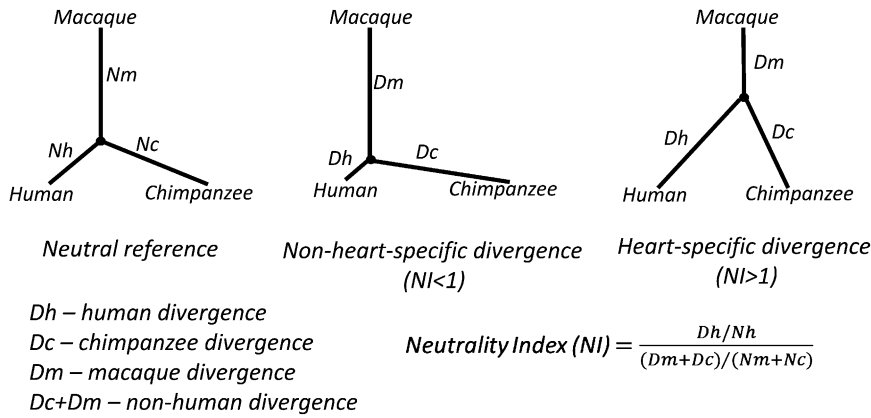 Macaque
Nm
Nh
Nc
Human
Chimpanzee
Neutral reference
Macaque
Dm
Dh
Dc
Human
Chimpanzee
Non-heart-specific divergence
(NI<1)
Macaque
Dm
Dh
Dc
Human
Chimpanzee
Heart-specific divergence
(NI>1)
Dh – human divergence
Dc – chimpanzee divergence
Dm – macaque divergence
Dc+Dm – non-human divergence
Neutrality Index (NI) = \frac{Dh/Nh}{(Dm+Dc)/(Nm+Nc)}